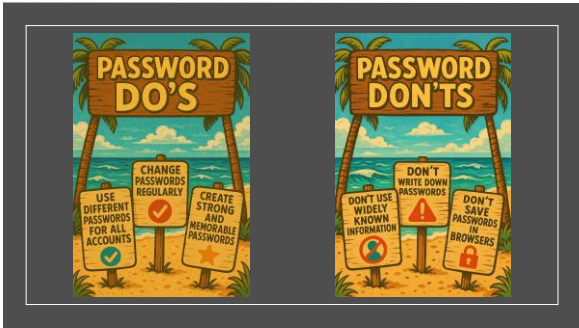 PASSWORD
DO'S
USE
DIFFERENT
PASSWORDS
FOR ALL
ACCOUNTS
CHANGE
PASSWORDS
REGULARLY
CREATE
STRONG
AND
MEMORABLE
PASSWORDS
PASSWORD
DON'TS
DON'T USE
WIDELY
KNOWN
INFORMATION
DON'T
WRITE DOWN
PASSWORDS
DON'T
SAVE
PASSWORDS
IN
BROWSERS